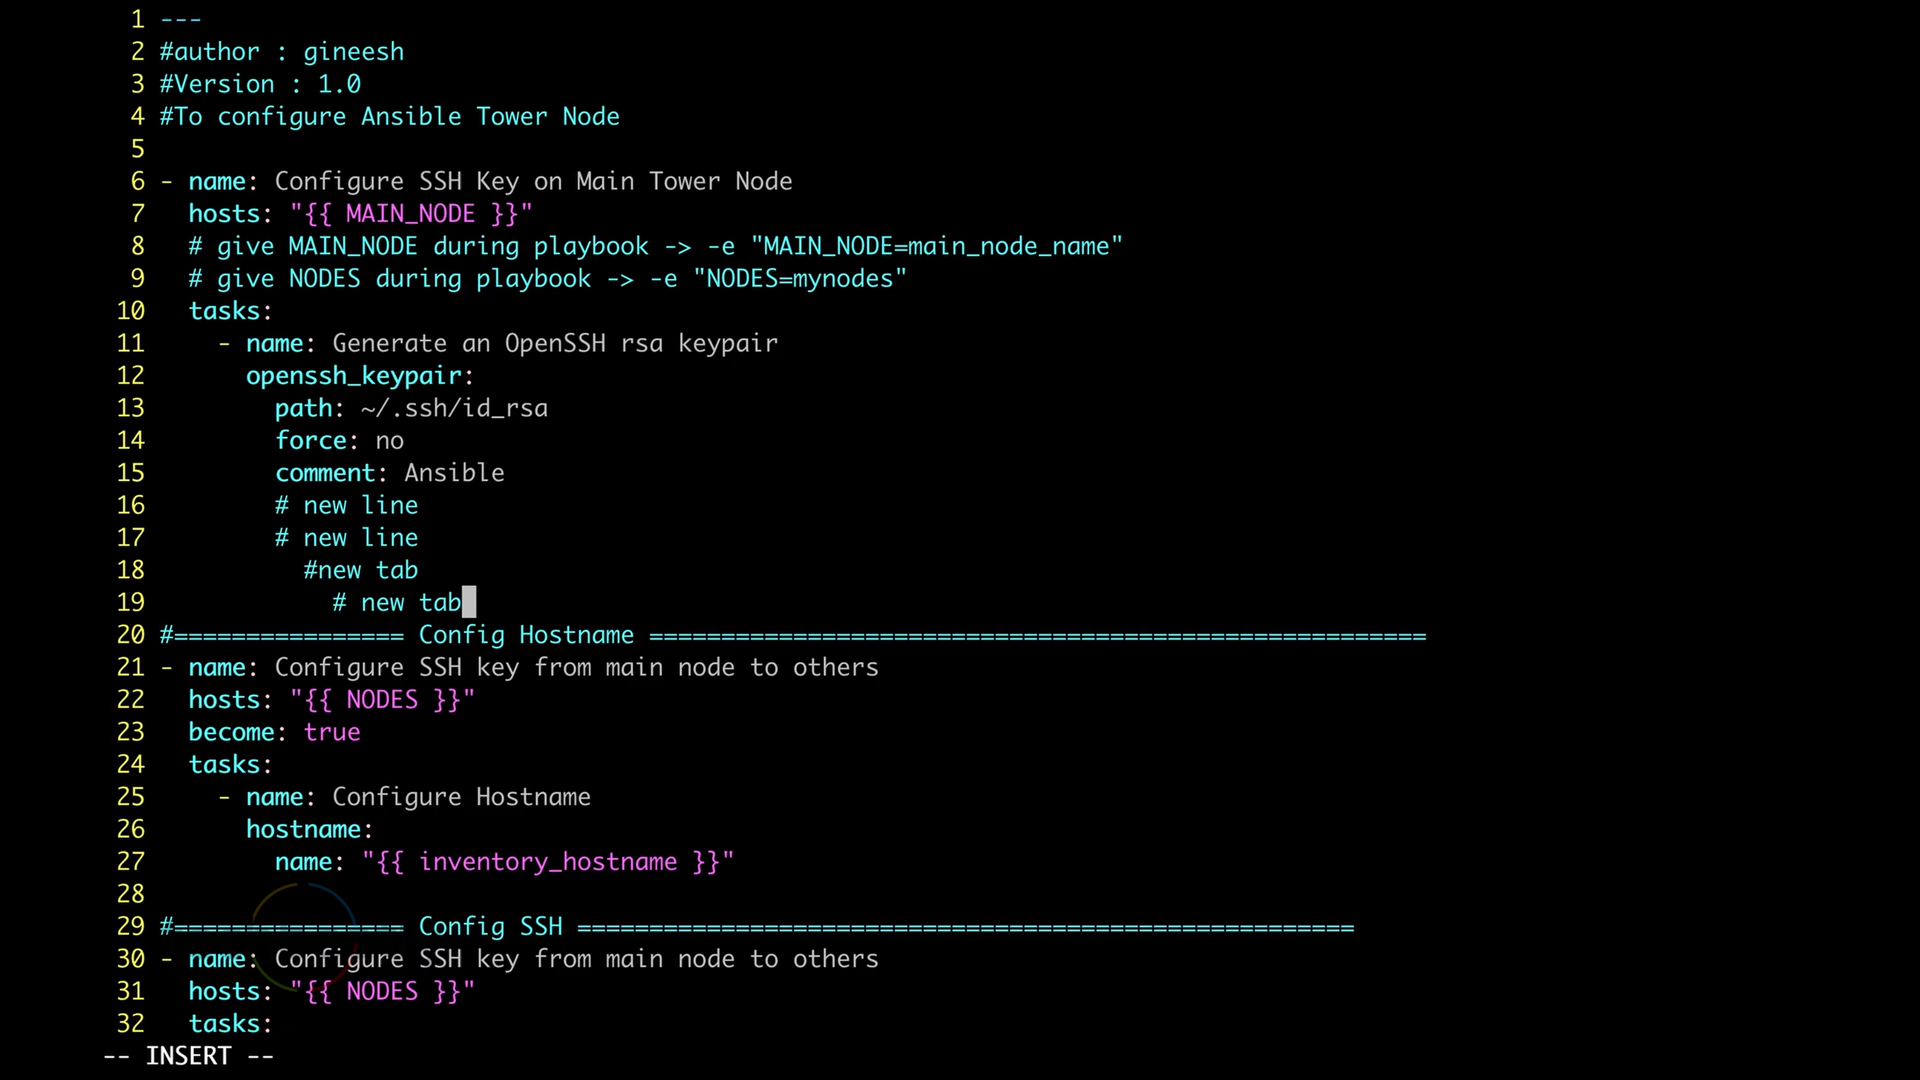 1 ---
2 #author : gineesh
3 #Version : 1.0
4 #To configure Ansible Tower Node
5
6 - name: Configure SSH Key on Main Tower Node
7   hosts: "{{ MAIN_NODE }}"
8   # give MAIN_NODE during playbook -> -e "MAIN_NODE=main_node_name"
9   # give NODES during playbook -> -e "NODES=mynodes"
10   tasks:
11     - name: Generate an OpenSSH rsa keypair
12       openssh_keypair:
13         path: ~/.ssh/id_rsa
14         force: no
15         comment: Ansible
16         # new line
17         # new line
18           #new tab
19             # new tab
20 #================ Config Hostname ======================================================
21 - name: Configure SSH key from main node to others
22   hosts: "{{ NODES }}"
23   become: true
24   tasks:
25     - name: Configure Hostname
26       hostname:
27         name: "{{ inventory_hostname }}"
28
29 #================ Config SSH ======================================================
30 - name: Configure SSH key from main node to others
31   hosts: "{{ NODES }}"
32   tasks:
-- INSERT --